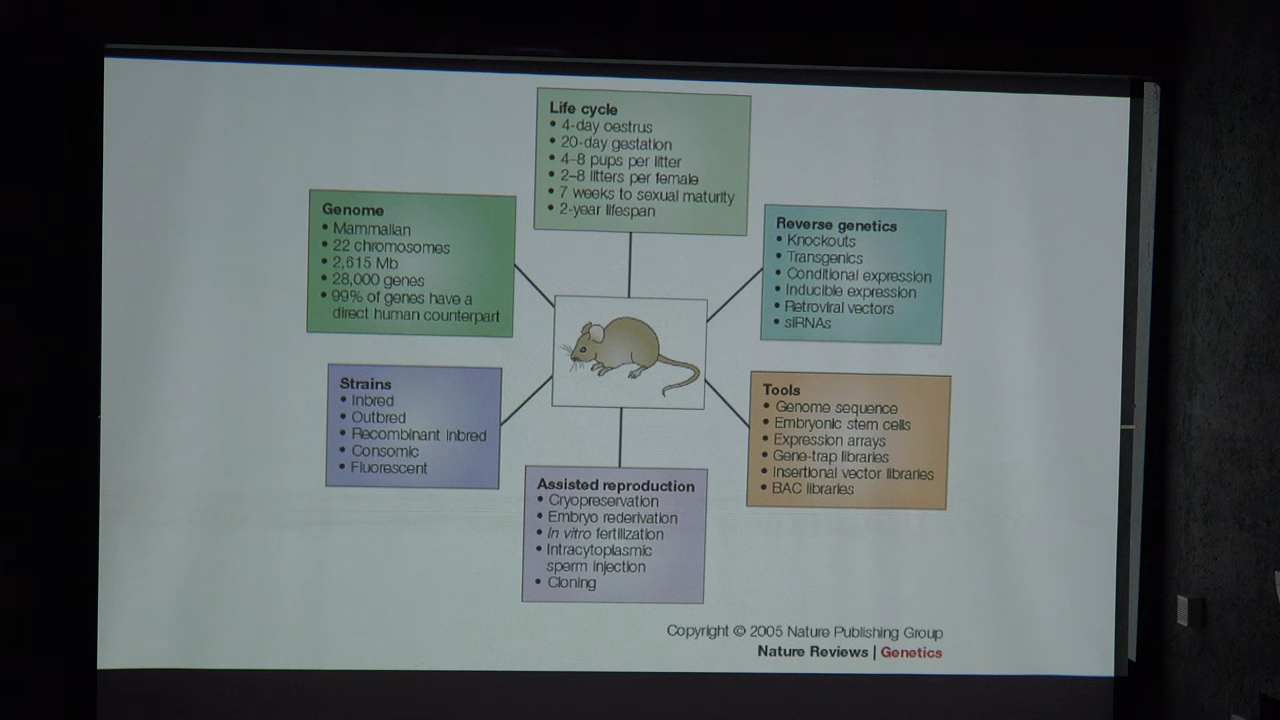 Life cycle
• 4-day oestrus
• 20-day gestation
• 4–8 pups per litter
• 2–8 litters per female
• 7 weeks to sexual maturity
• 2-year lifespan
Genome
• Mammalian
• 22 chromosomes
• 2,615 Mb
• 28,000 genes
• 99% of genes have a
direct human counterpart
Reverse genetics
• Knockouts
• Transgenics
• Conditional expression
• Inducible expression
• Retroviral vectors
• siRNAs
Strains
• Inbred
• Outbred
• Recombinant inbred
• Consomic
• Fluorescent
Tools
• Genome sequence
• Embryonic stem cells
• Expression arrays
• Gene-trap libraries
• Insertional vector libraries
• BAC libraries
Assisted reproduction
• Cryopreservation
• Embryo rederivation
• In vitro fertilization
• Intracytoplasmic
sperm injection
• Cloning
Copyright © 2005 Nature Publishing Group
Nature Reviews | Genetics